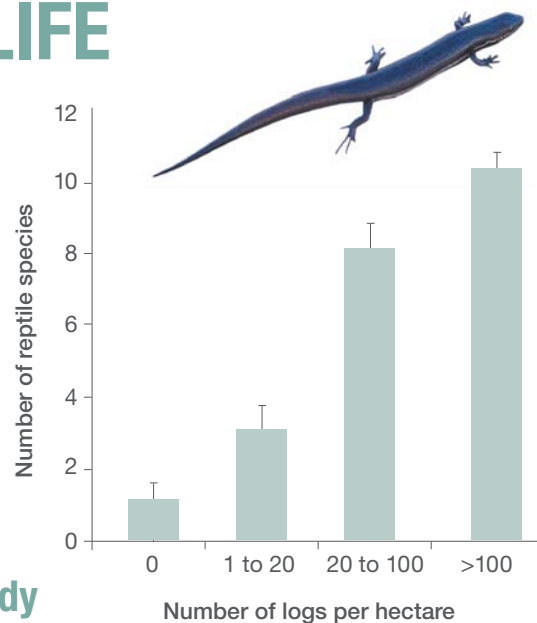 LIFE
12
10
8
6
4
2
0
Number of reptile species
0 1 to 20 20 to 100 >100
Number of logs per hectare
dy